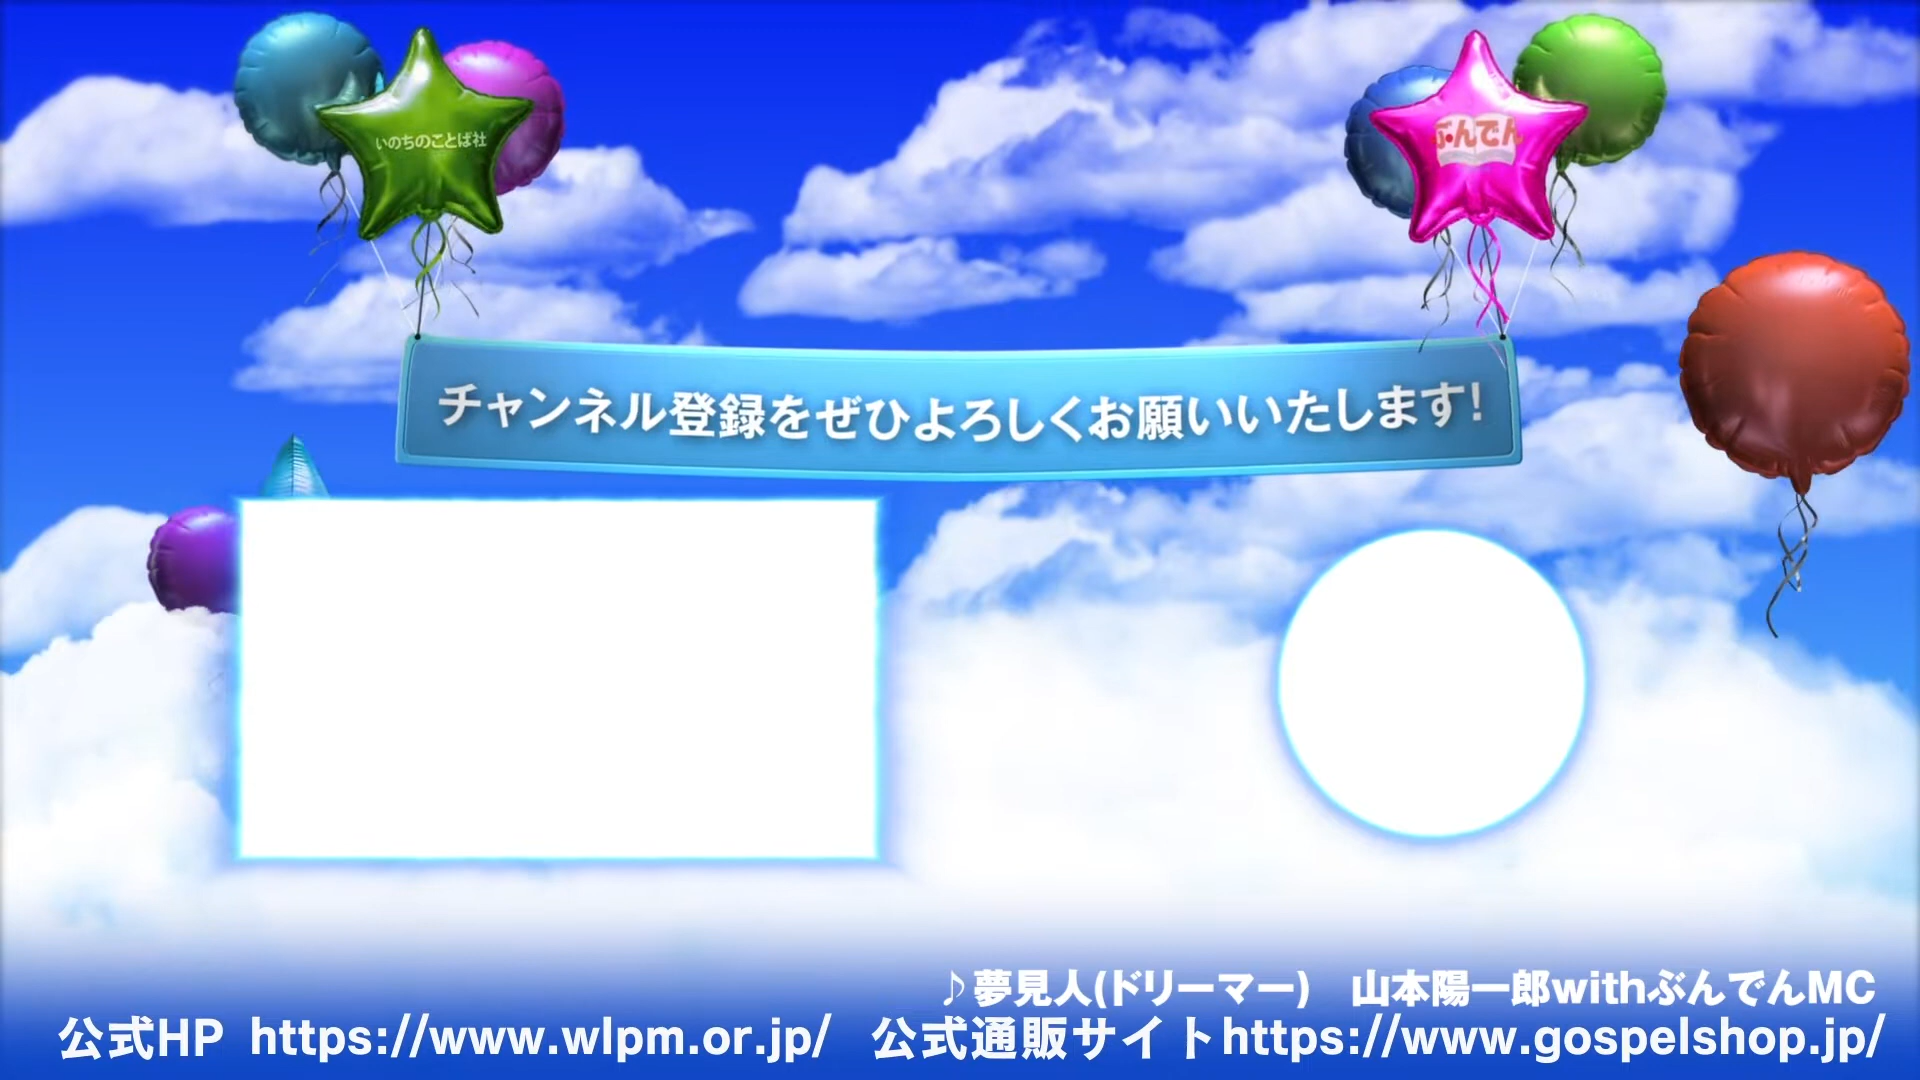 いのちのことば社
ぶんでん
チャンネル登録をぜひよろしくお願いいたします!
♪夢見人(ドリーマー) 山本陽一郎withぶんでんMC
公式HP https://www.wlpm.or.jp/ 公式通販サイトhttps://www.gospelshop.jp/